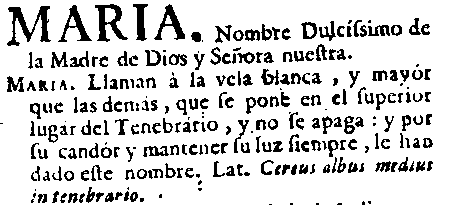 MARIA. Nombre Dulcíſsimo de
la Madre de Dios y Señora nueſtra.
MARIA. Llaman à la vela blanca, y mayór
que las demás, que ſe pone en el ſuperior
lugar del Tenebrário, y no ſe apaga: y por
ſu candór y mantener ſu luz ſiempre, le han
dado eſte nombre. Lat. Cereus albus medius
in tenebrario.